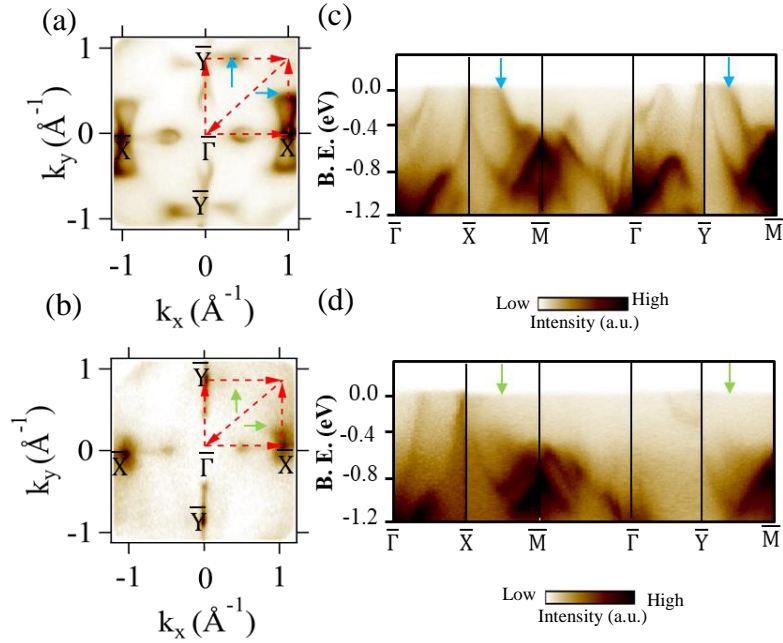 (a)
1
0
-1
k_y (Å⁻¹)
Y̅
X̅
Γ̅
X̅
Y̅
-1
0
1
k_x (Å⁻¹)
(c)
B. E. (eV)
0.0
-0.4
-0.8
-1.2
Γ̅ X̅ M̅ Γ̅ Y̅ M̅
Low High
Intensity (a.u.)
(b)
1
0
-1
k_y (Å⁻¹)
Y̅
X̅
Γ̅
X̅
Y̅
-1
0
1
k_x (Å⁻¹)
(d)
B. E. (eV)
0.0
-0.4
-0.8
-1.2
Γ̅ X̅ M̅ Γ̅ Y̅ M̅
Low High
Intensity (a.u.)